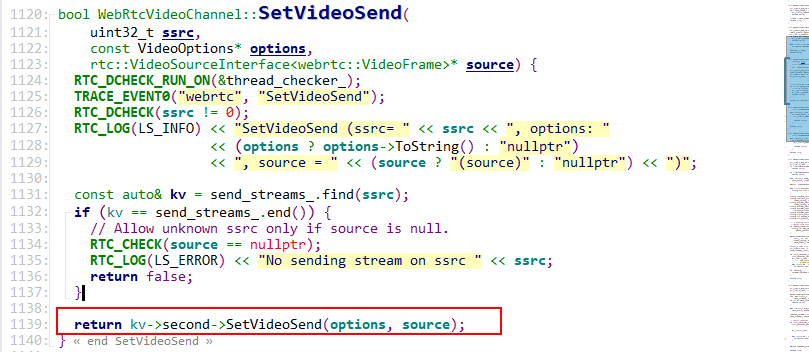 1120: bool WebRtcVideoChannel::SetVideoSend(
1121: uint32_t ssrc,
1122: const VideoOptions* options,
1123: rtc::VideoSourceInterface<webrtc::VideoFrame>* source) {
1124: RTC_DCHECK_RUN_ON(&thread_checker_);
1125: TRACE_EVENT0("webrtc", "SetVideoSend");
1126: RTC_DCHECK(ssrc != 0);
1127: RTC_LOG(LS_INFO) << "SetVideoSend (ssrc= " << ssrc << ", options: "
1128: << (options ? options->ToString() : "nullptr")
1129: << ", source = " << (source ? "(source)" : "nullptr") << ")";
1130:
1131: const auto& kv = send_streams_.find(ssrc);
1132: if (kv == send_streams_.end()) {
1133: // Allow unknown ssrc only if source is null.
1134: RTC_CHECK(source == nullptr);
1135: RTC_LOG(LS_ERROR) << "No sending stream on ssrc " << ssrc;
1136: return false;
1137: }
1138:
1139: return kv->second->SetVideoSend(options, source);
1140: } « end SetVideoSend »